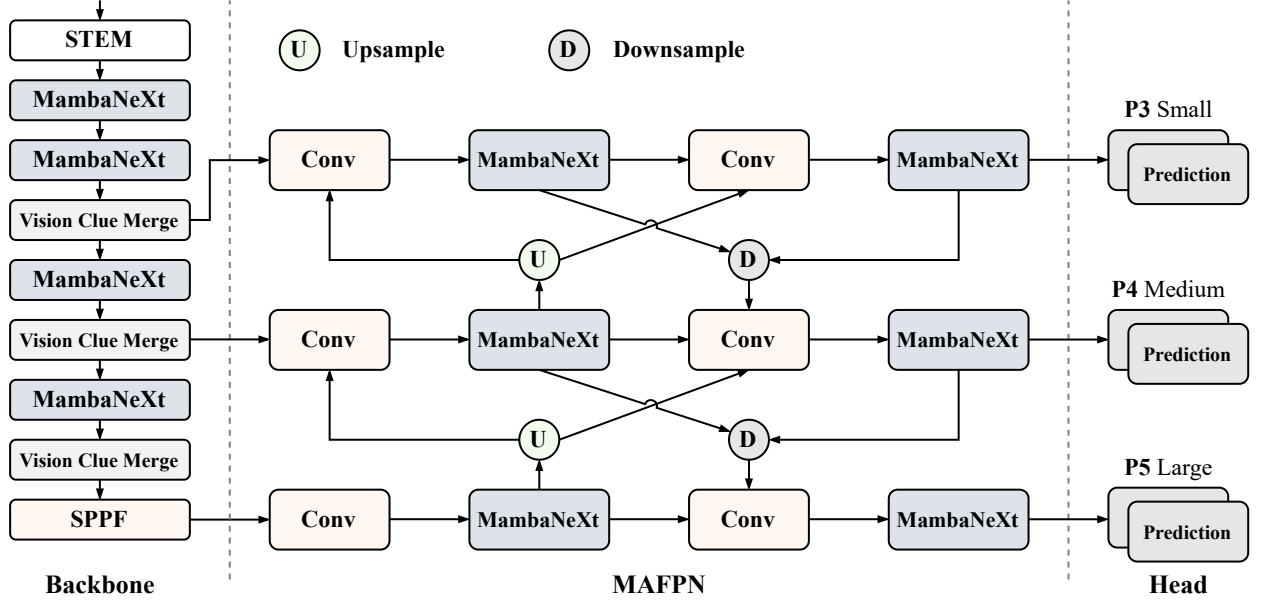 STEM
MambaNeXt
MambaNeXt
Vision Clue Merge
MambaNeXt
Vision Clue Merge
MambaNeXt
Vision Clue Merge
SPPF
Backbone
U Upsample
D Downsample
Conv
MambaNeXt
Conv
MambaNeXt
U
D
Conv
MambaNeXt
Conv
MambaNeXt
U
D
Conv
MambaNeXt
Conv
MambaNeXt
MAFPN
P3 Small
Prediction
P4 Medium
Prediction
P5 Large
Prediction
Head